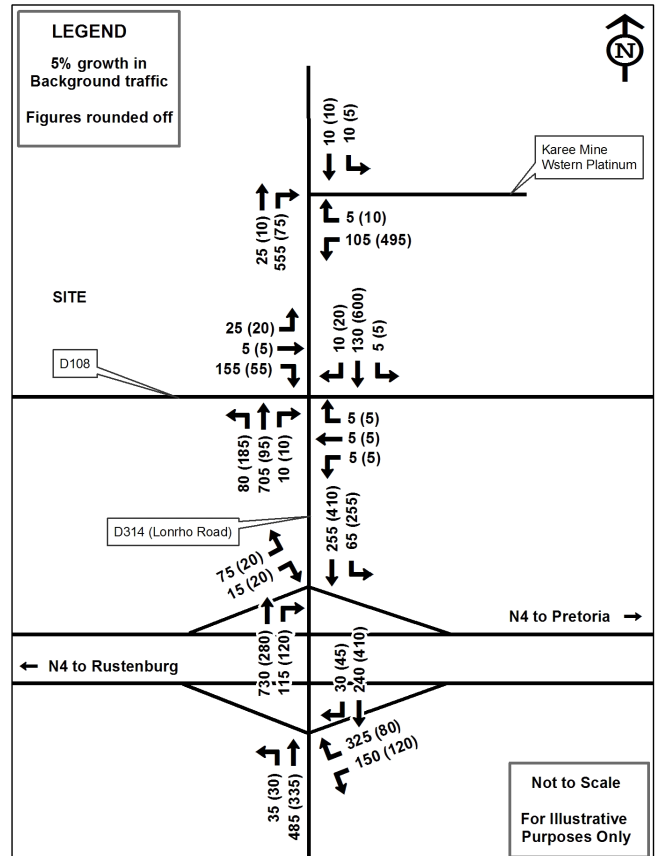 LEGEND
5% growth in
Background traffic
Figures rounded off
N
10 (10)
10 (5)
Karee Mine
Wstern Platinum
25 (10)
555 (75)
5 (10)
105 (495)
SITE
25 (20)
5 (5)
155 (55)
10 (20)
130 (600)
5 (5)
D108
80 (185)
705 (95)
10 (10)
5 (5)
5 (5)
5 (5)
D314 (Lonrho Road)
255 (410)
65 (255)
75 (20)
15 (20)
N4 to Pretoria
N4 to Rustenburg
730 (280)
115 (120)
30 (45)
240 (410)
325 (80)
150 (120)
35 (30)
485 (335)
Not to Scale
For Illustrative
Purposes Only